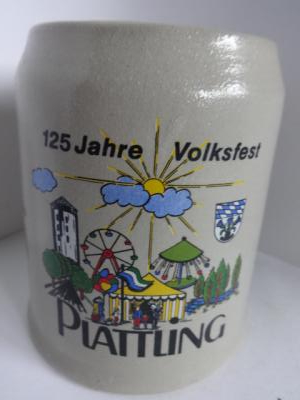 125 Jahre Volksfest
PLATTLING